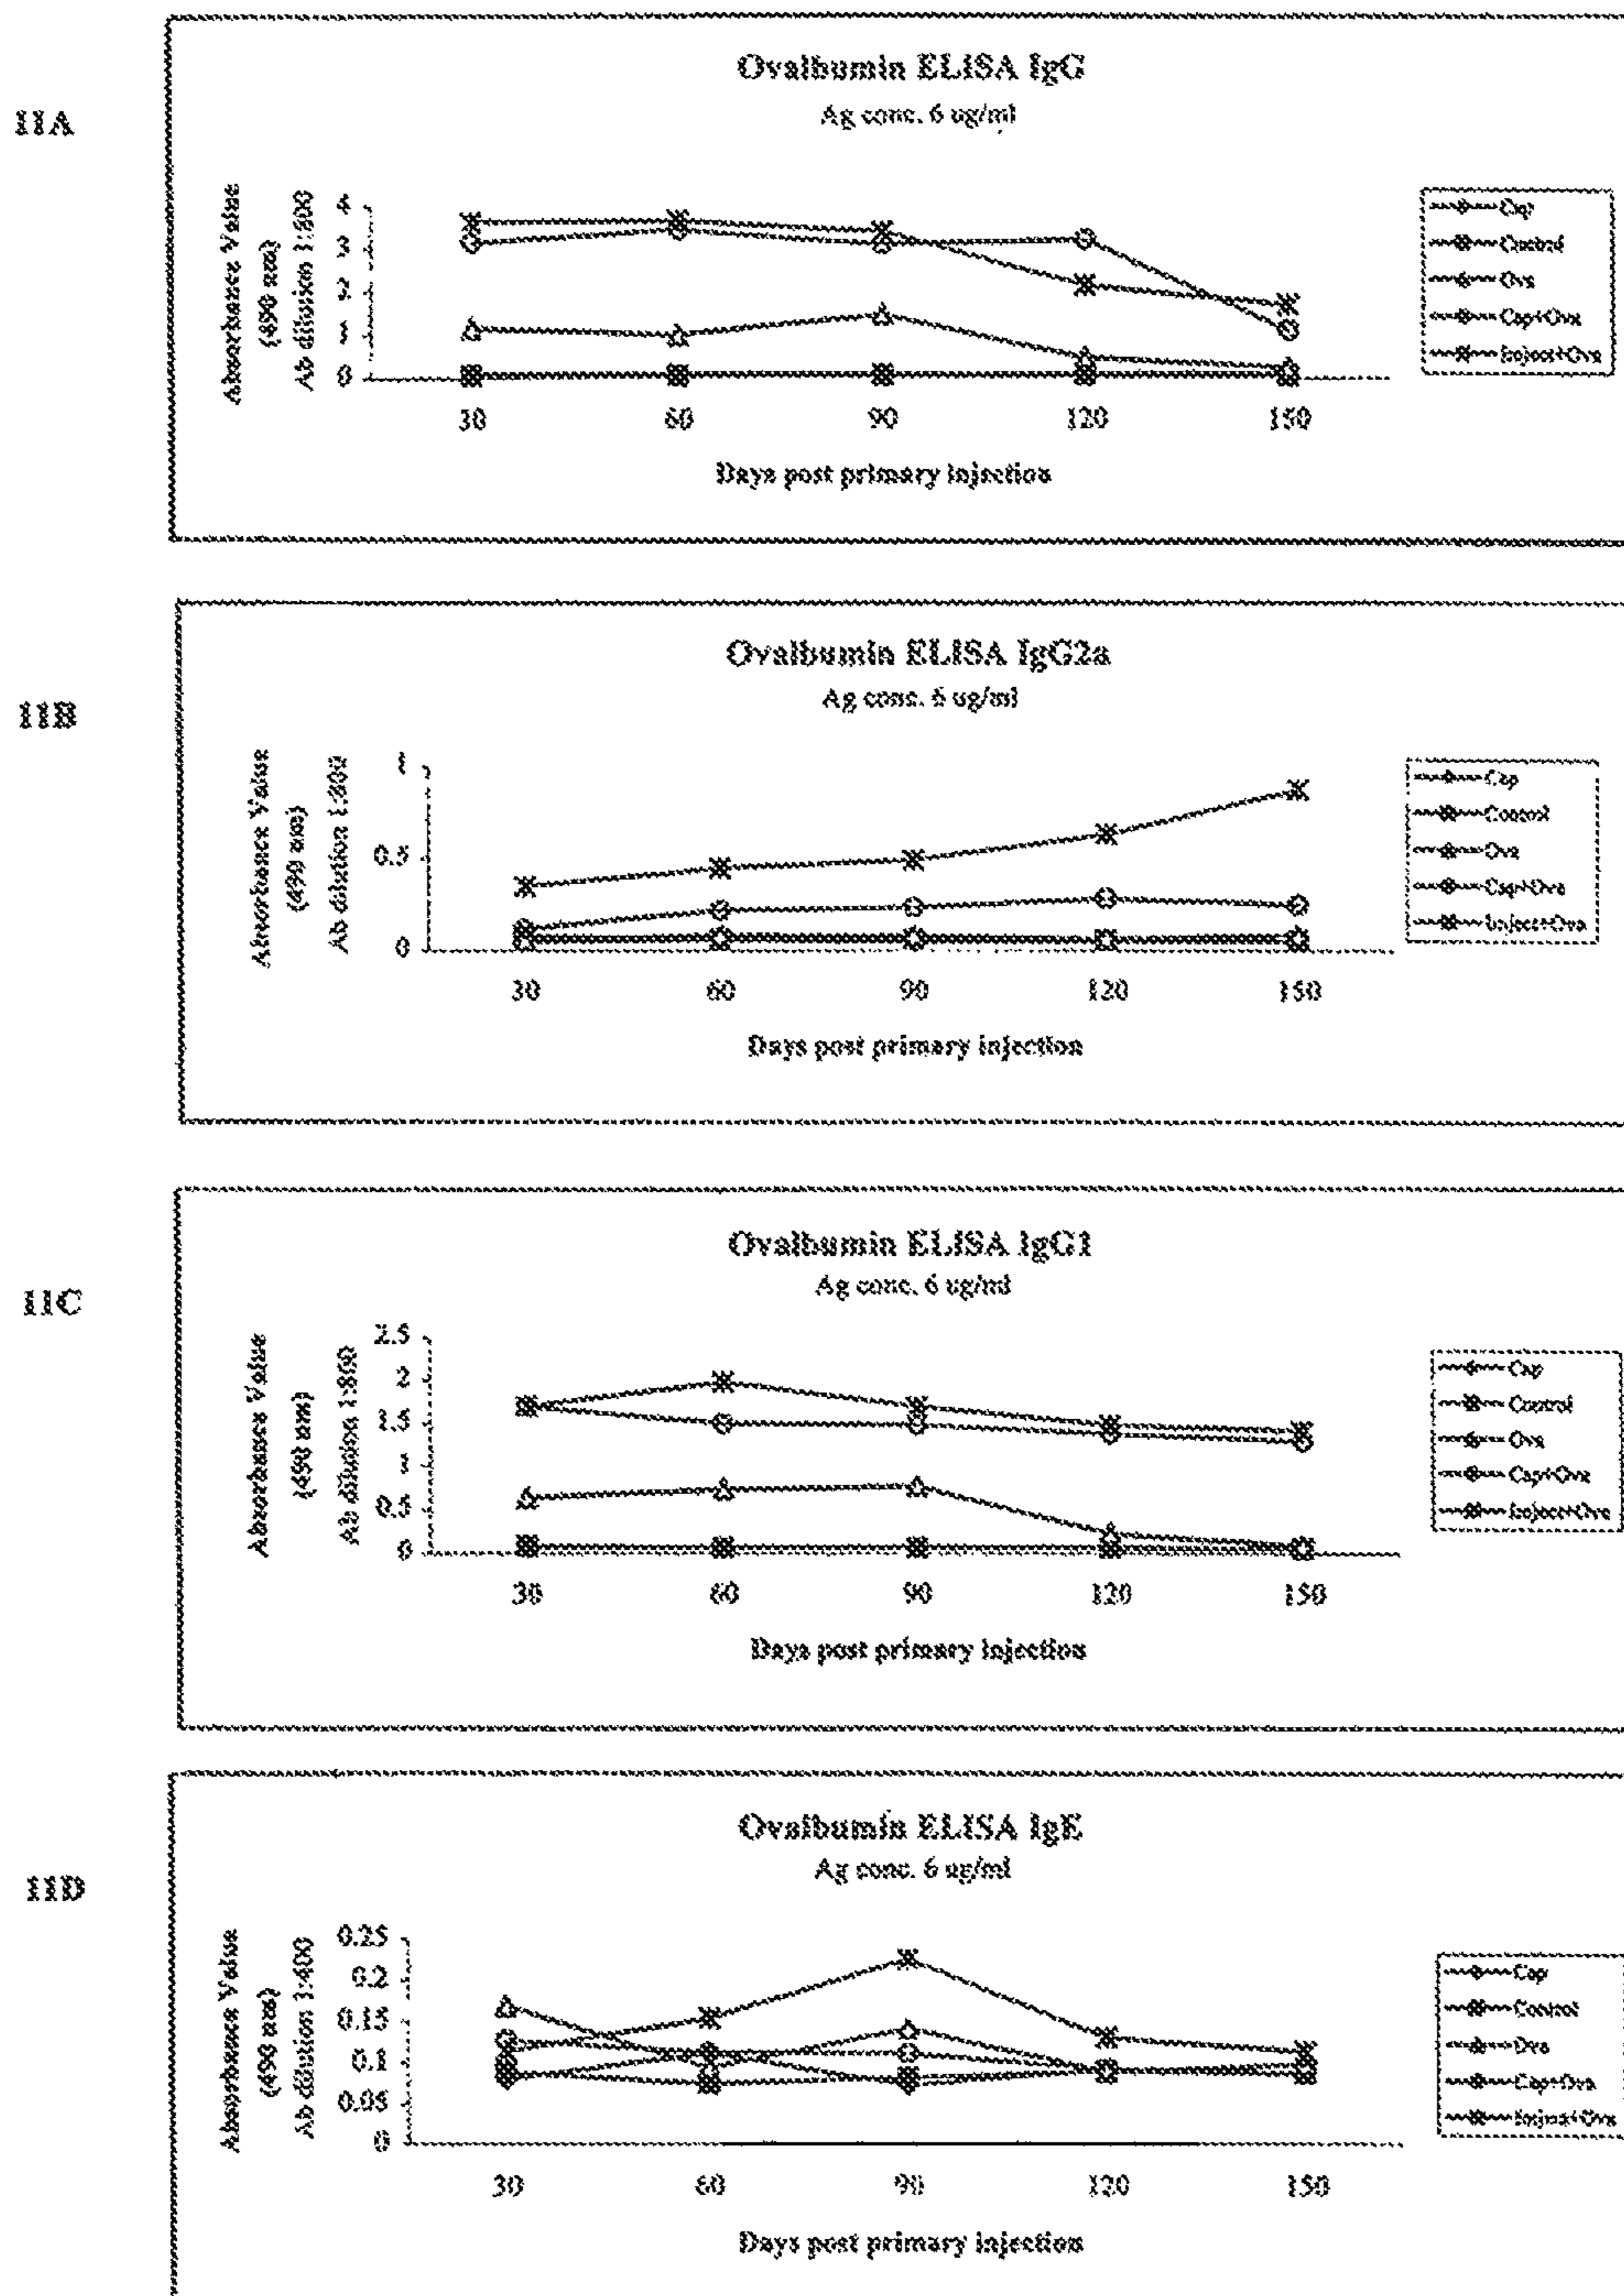 11A
Ovalbumin ELISA IgG
Ag conc. 6 ug/ml
Absorbance Value
(490 nm)
Ab dilution 1:800
4
3
2
1
0
30 60 90 120 150
Days post primary injection
Cap
Control
Ova
Cap+Ova
Imject+Ova
11B
Ovalbumin ELISA IgG2a
Ag conc. 6 ug/ml
Absorbance Value
(490 nm)
Ab dilution 1:800
1
0.5
0
30 60 90 120 150
Days post primary injection
Cap
Control
Ova
Cap+Ova
Imject+Ova
11C
Ovalbumin ELISA IgG1
Ag conc. 6 ug/ml
Absorbance Value
(490 nm)
Ab dilution 1:800
2.5
2
1.5
1
0.5
0
30 60 90 120 150
Days post primary injection
Cap
Control
Ova
Cap+Ova
Imject+Ova
11D
Ovalbumin ELISA IgE
Ag conc. 6 ug/ml
Absorbance Value
(490 nm)
Ab dilution 1:400
0.25
0.2
0.15
0.1
0.05
0
30 60 90 120 150
Days post primary injection
Cap
Control
Ova
Cap+Ova
Imject+Ova